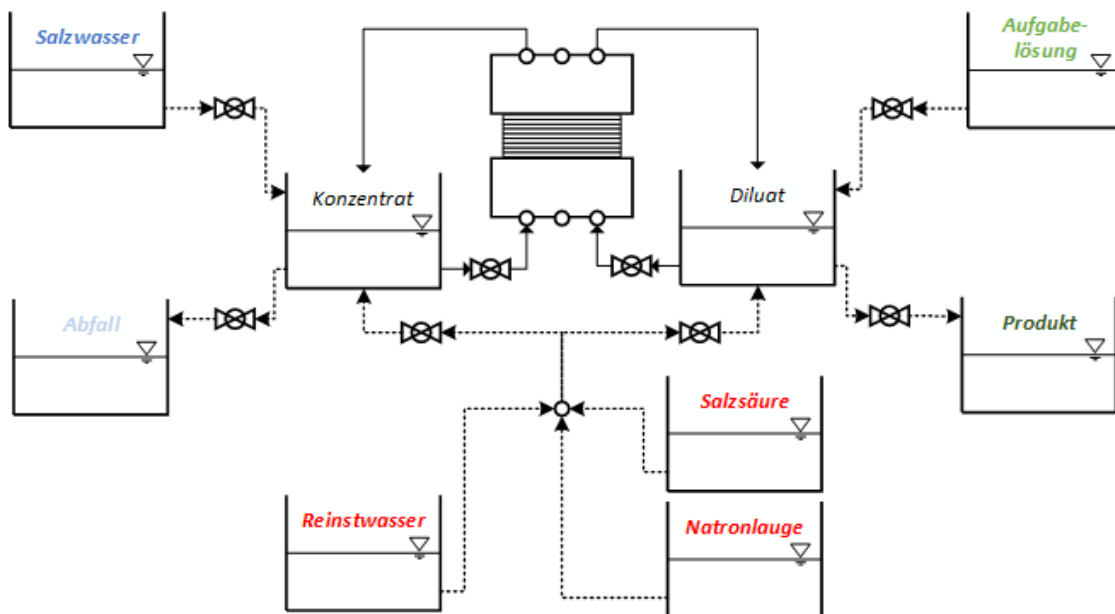 Salzwasser
Aufgabe-
lösung
Konzentrat
Diluat
Abfall
Produkt
Salzsäure
Reinstwasser
Natronlauge